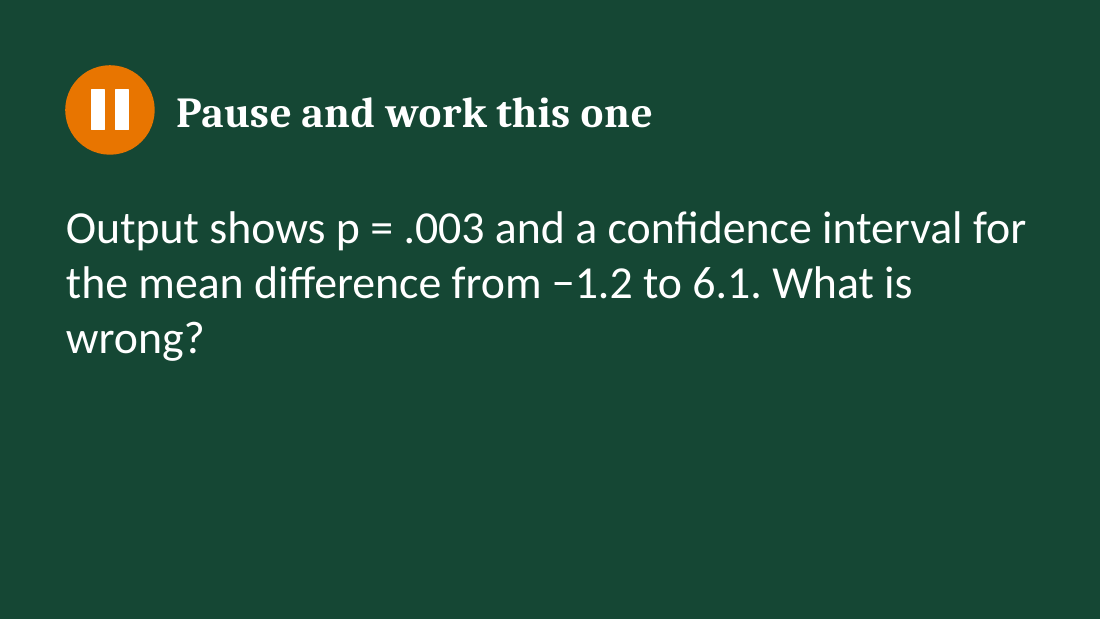 Pause and work this one
Output shows p = .003 and a confidence interval for
the mean difference from −1.2 to 6.1. What is
wrong?